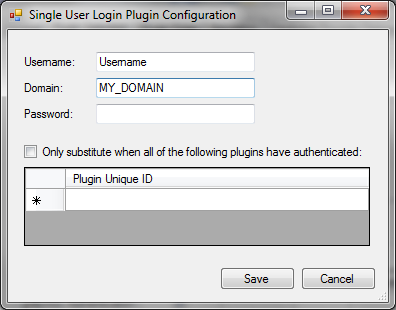 Single User Login Plugin Configuration
Username: Username
Domain: MY_DOMAIN
Password:
Only substitute when all of the following plugins have authenticated:
Plugin Unique ID
*
Save Cancel